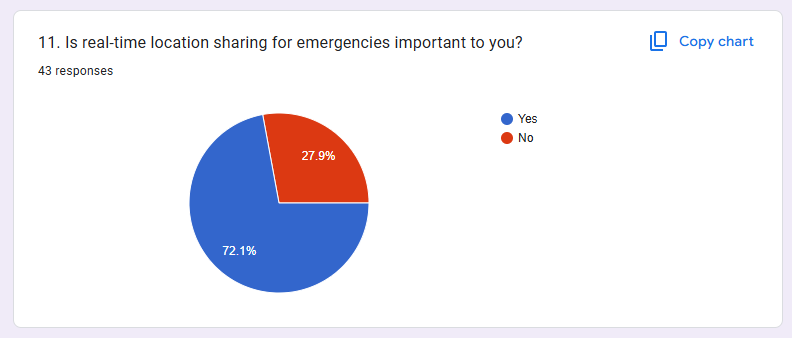 11. Is real-time location sharing for emergencies important to you?
Copy chart
43 responses
Yes
No
27.9%
72.1%